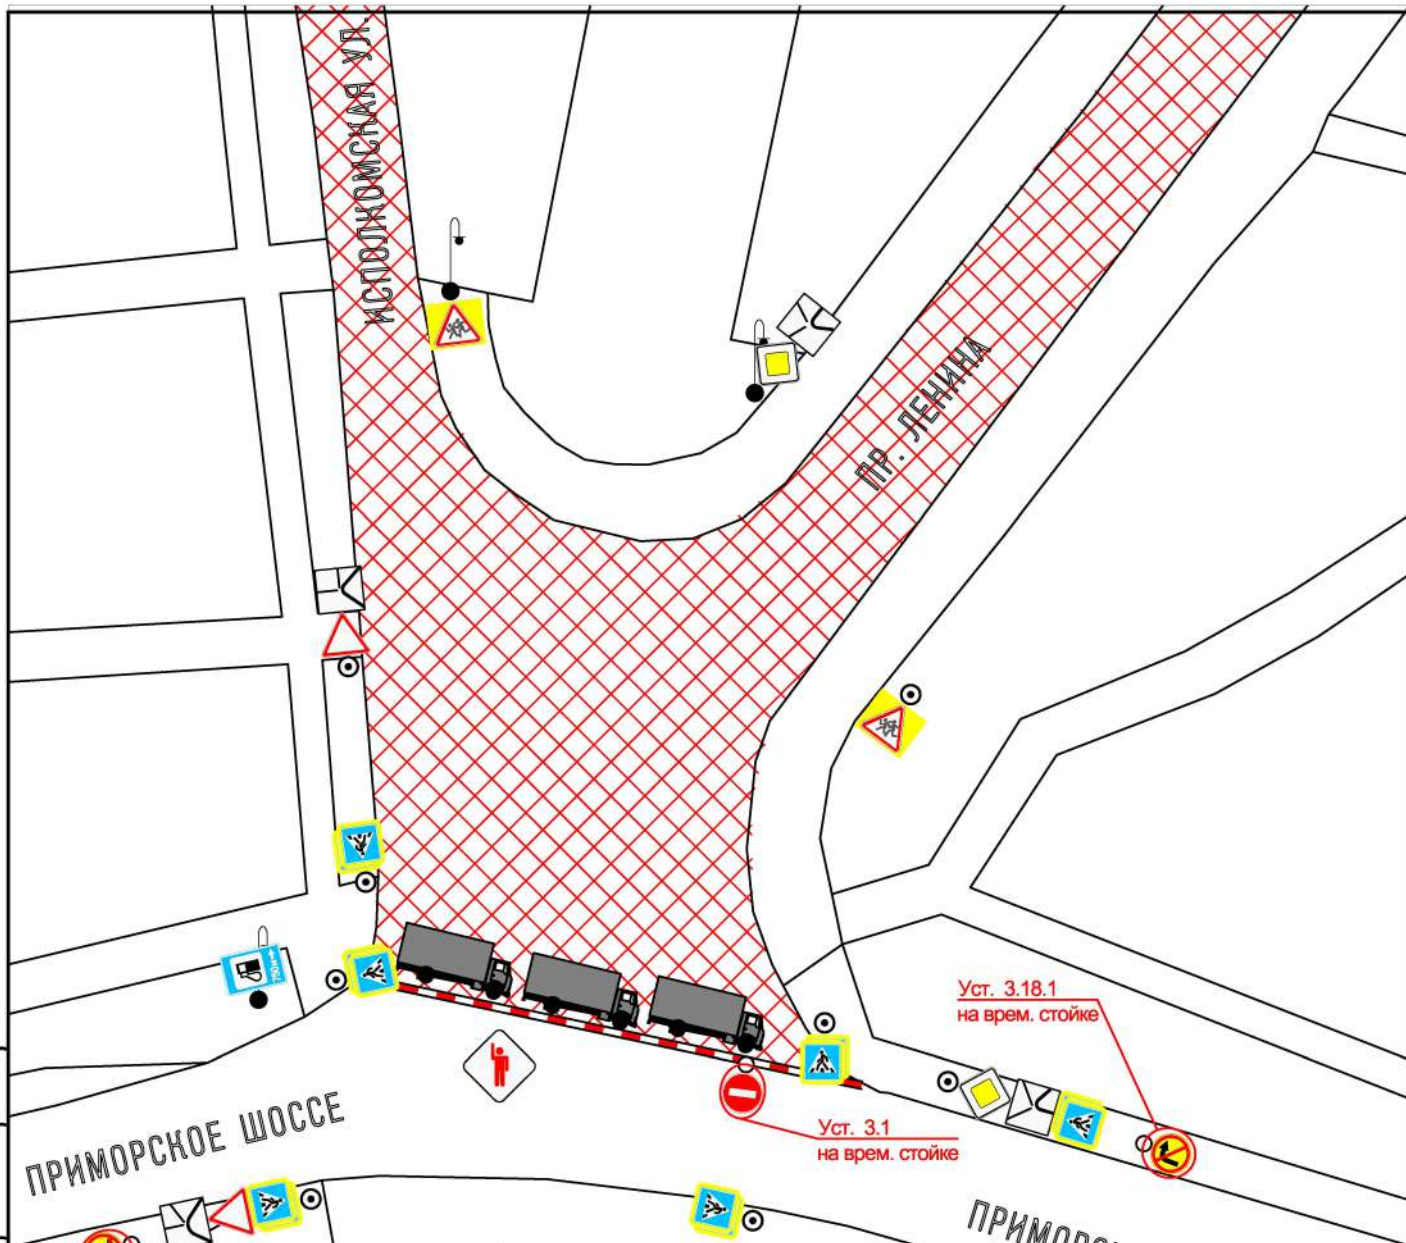 ИСПОЛКОМСКАЯ УЛ.
ПР. ЛЕНИНА
750м
Уст. 3.18.1
на врем. стойке
Уст. 3.1
на врем. стойке
ПРИМОРСКОЕ ШОССЕ